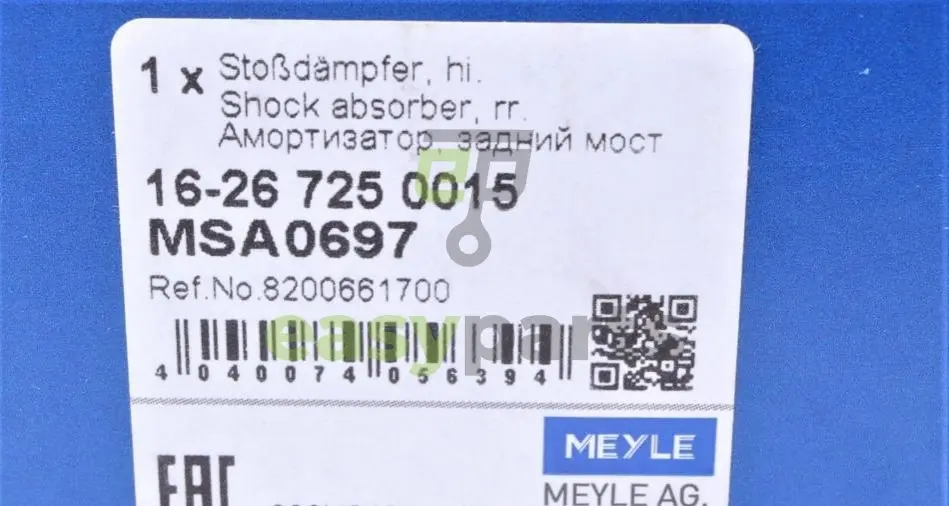 1 x Stoßdämpfer, hi.
Shock absorber, rr.
Амортизатор, задний мост
16-26 725 0015
MSA0697
Ref.No.8200661700
easypar
4 040074 056394
MEYLE
EAC
MEYLE AG.